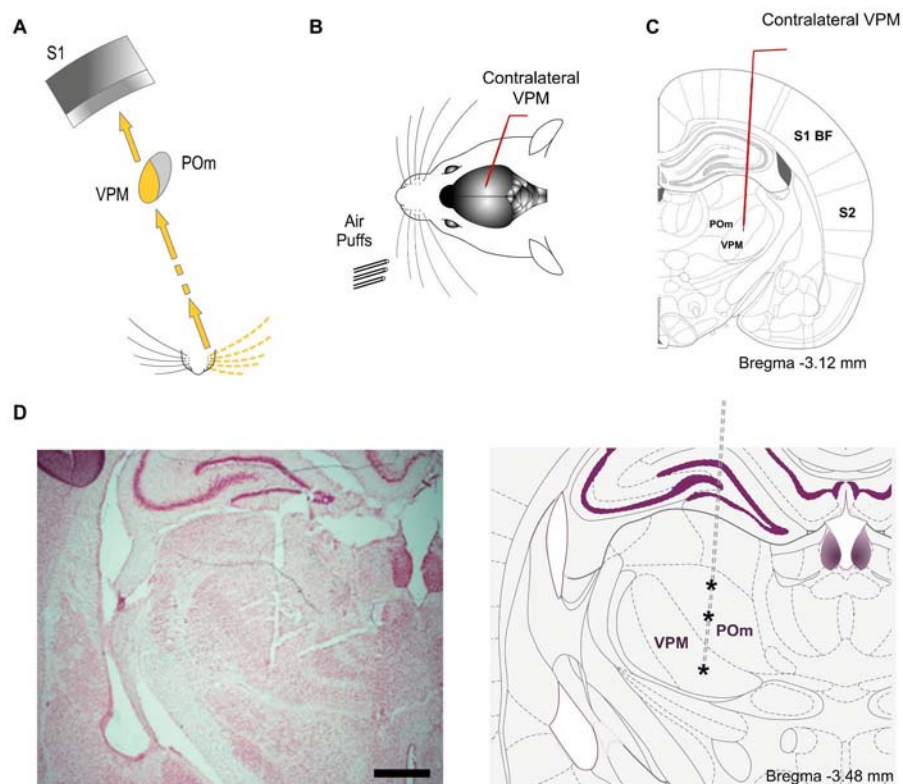 A
S1
POm
VPM
B
Contralateral
VPM
Air
Puffs
C
Contralateral VPM
S1 BF
S2
POm
VPM
Bregma -3.12 mm
D
VPM
POm
*
*
*
Bregma -3.48 mm